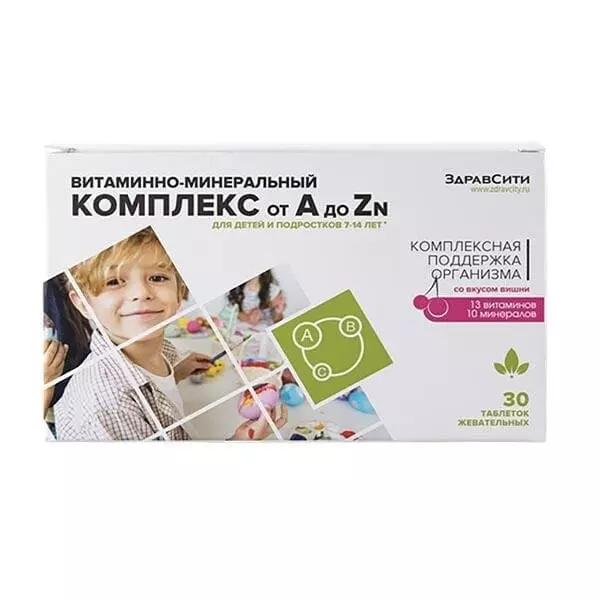 ВИТАМИННО-МИНЕРАЛЬНЫЙ
КОМПЛЕКС от А до Zn
ДЛЯ ДЕТЕЙ И ПОДРОСТКОВ 7-14 ЛЕТ*
ЗДРАВСИТИ
www.zdravcity.ru
КОМПЛЕКСНАЯ
ПОДДЕРЖКА
ОРГАНИЗМА
со вкусом вишни
13 витаминов
10 минералов
A
B
C
30
ТАБЛЕТОК
ЖЕВАТЕЛЬНЫХ